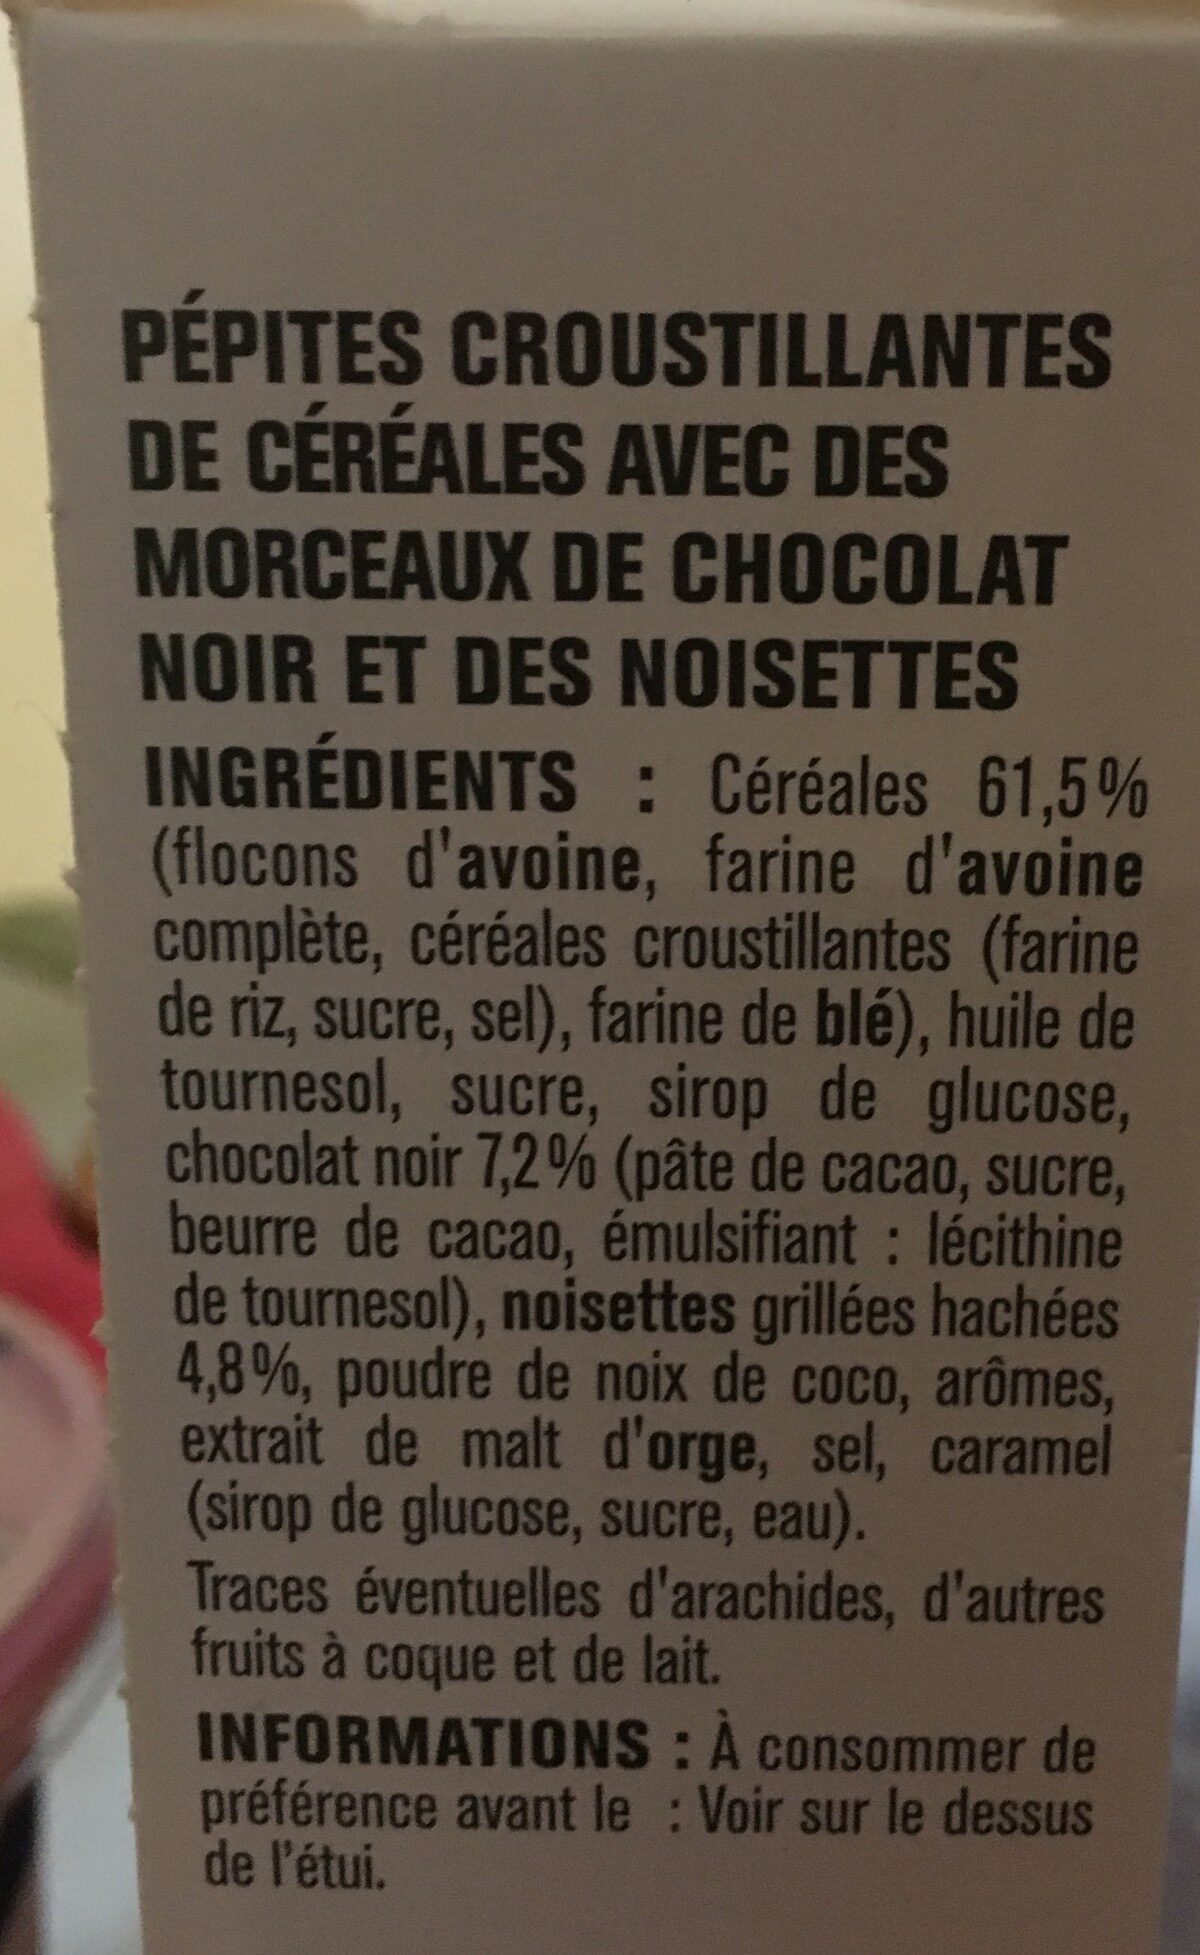 PÉPITES CROUSTILLANTES
DE CÉRÉALES AVEC DES
MORCEAUX DE CHOCOLAT
NOIR ET DES NOISETTES
INGRÉDIENTS : Céréales 61,5%
(flocons d'avoine, farine d'avoine
complète, céréales croustillantes (farine
de riz, sucre, sel), farine de blé), huile de
tournesol, sucre, sirop de glucose,
chocolat noir 7,2% (pâte de cacao, sucre,
beurre de cacao, émulsifiant : lécithine
de tournesol), noisettes grillées hachées
4,8%, poudre de noix de coco, arômes,
extrait de malt d'orge, sel, caramel
(sirop de glucose, sucre, eau).
Traces éventuelles d'arachides, d'autres
fruits à coque et de lait.
INFORMATIONS : À consommer de
préférence avant le : Voir sur le dessus
de l'étui.